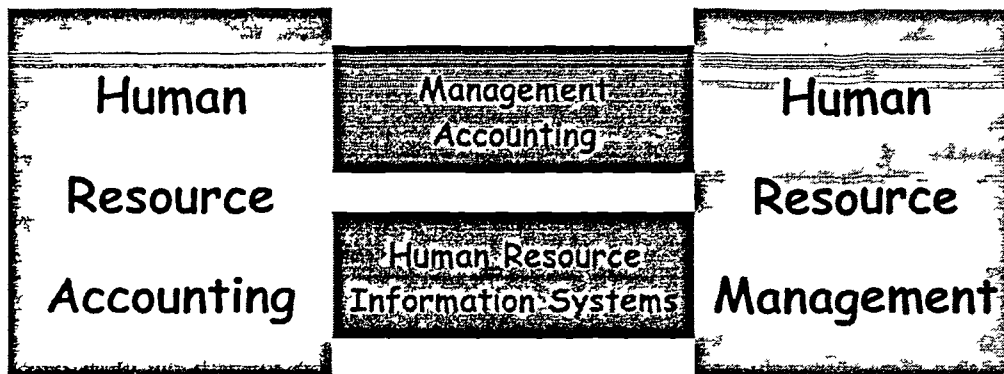 Human
Resource
Accounting
Management
Accounting
Human Resource
Information Systems
Human
Resource
Management